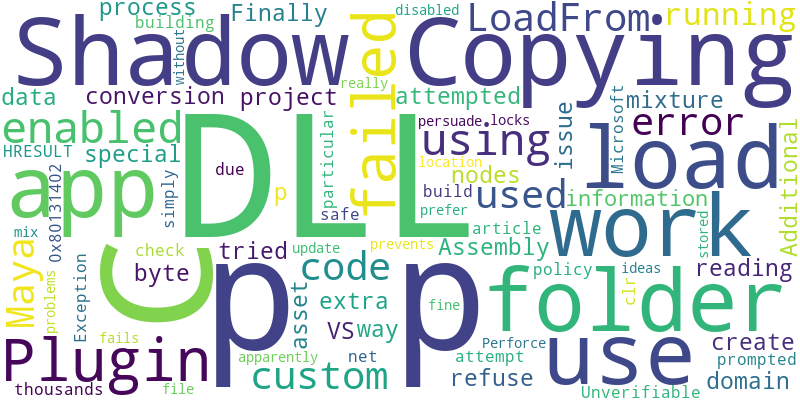 process
building
Finally
without
disabled
LoadFrom
running
Shadow
Copying
really
data
conversion
project
failed
attempted
mixture
enabled
persuade
locks
Microsoft
error
Additional
HRESULT
special
particular
using
issue
load
due
location
0x80131402
simply
app
DLL
p
safe
build
nodes
used
information
prefer
article
stored
work
mix
Maya
check
tried
update
prevents
Assembly
C
byte
code
policy
ideas
reading
problems
Exception
asset
extra
folder
clr
fine
VS
way
create
Plugin
fails
p
p
apparently
net
attempt
Perforce
prompted
use
thousands
file
custom
refuse
Unverifiable
domain